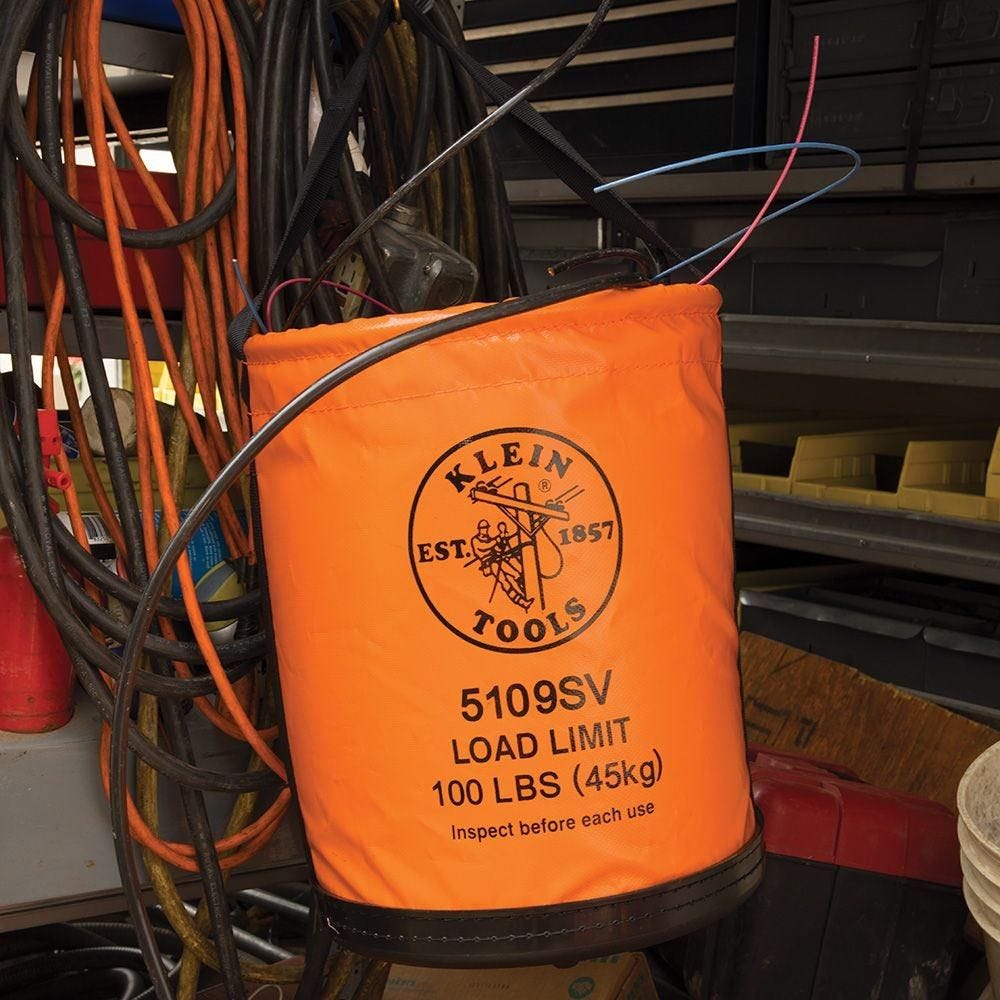 KLEIN
®
EST. 1857
TOOLS
5109SV
LOAD LIMIT
100 LBS (45kg)
Inspect before each use